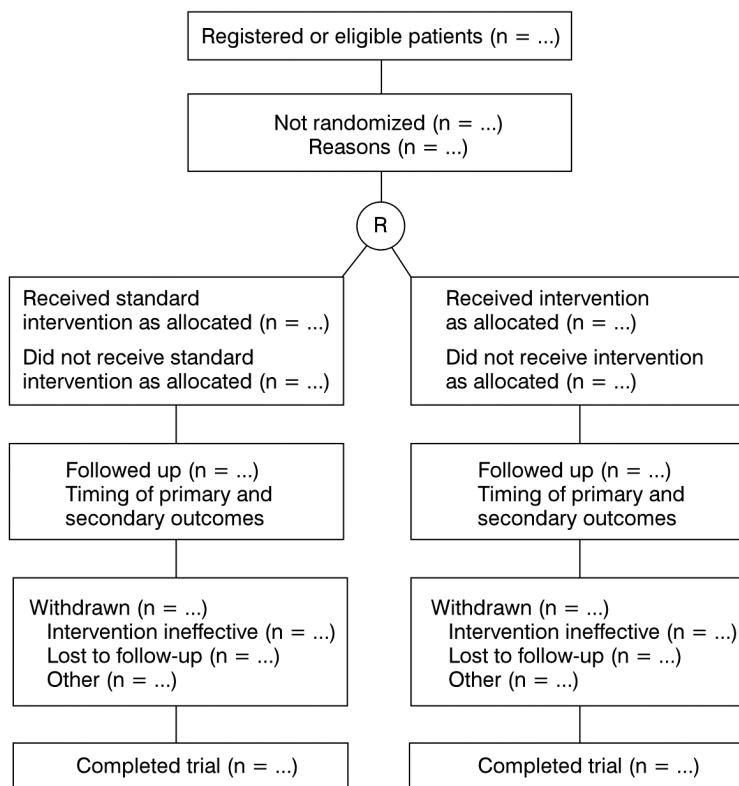 Registered or eligible patients (n = ...)
Not randomized (n = ...)
Reasons (n = ...)
R
Received standard
intervention as allocated (n = ...)
Did not receive standard
intervention as allocated (n = ...)
Received intervention
as allocated (n = ...)
Did not receive intervention
as allocated (n = ...)
Followed up (n = ...)
Timing of primary and
secondary outcomes
Followed up (n = ...)
Timing of primary and
secondary outcomes
Withdrawn (n = ...)
Intervention ineffective (n = ...)
Lost to follow-up (n = ...)
Other (n = ...)
Withdrawn (n = ...)
Intervention ineffective (n = ...)
Lost to follow-up (n = ...)
Other (n = ...)
Completed trial (n = ...)
Completed trial (n = ...)